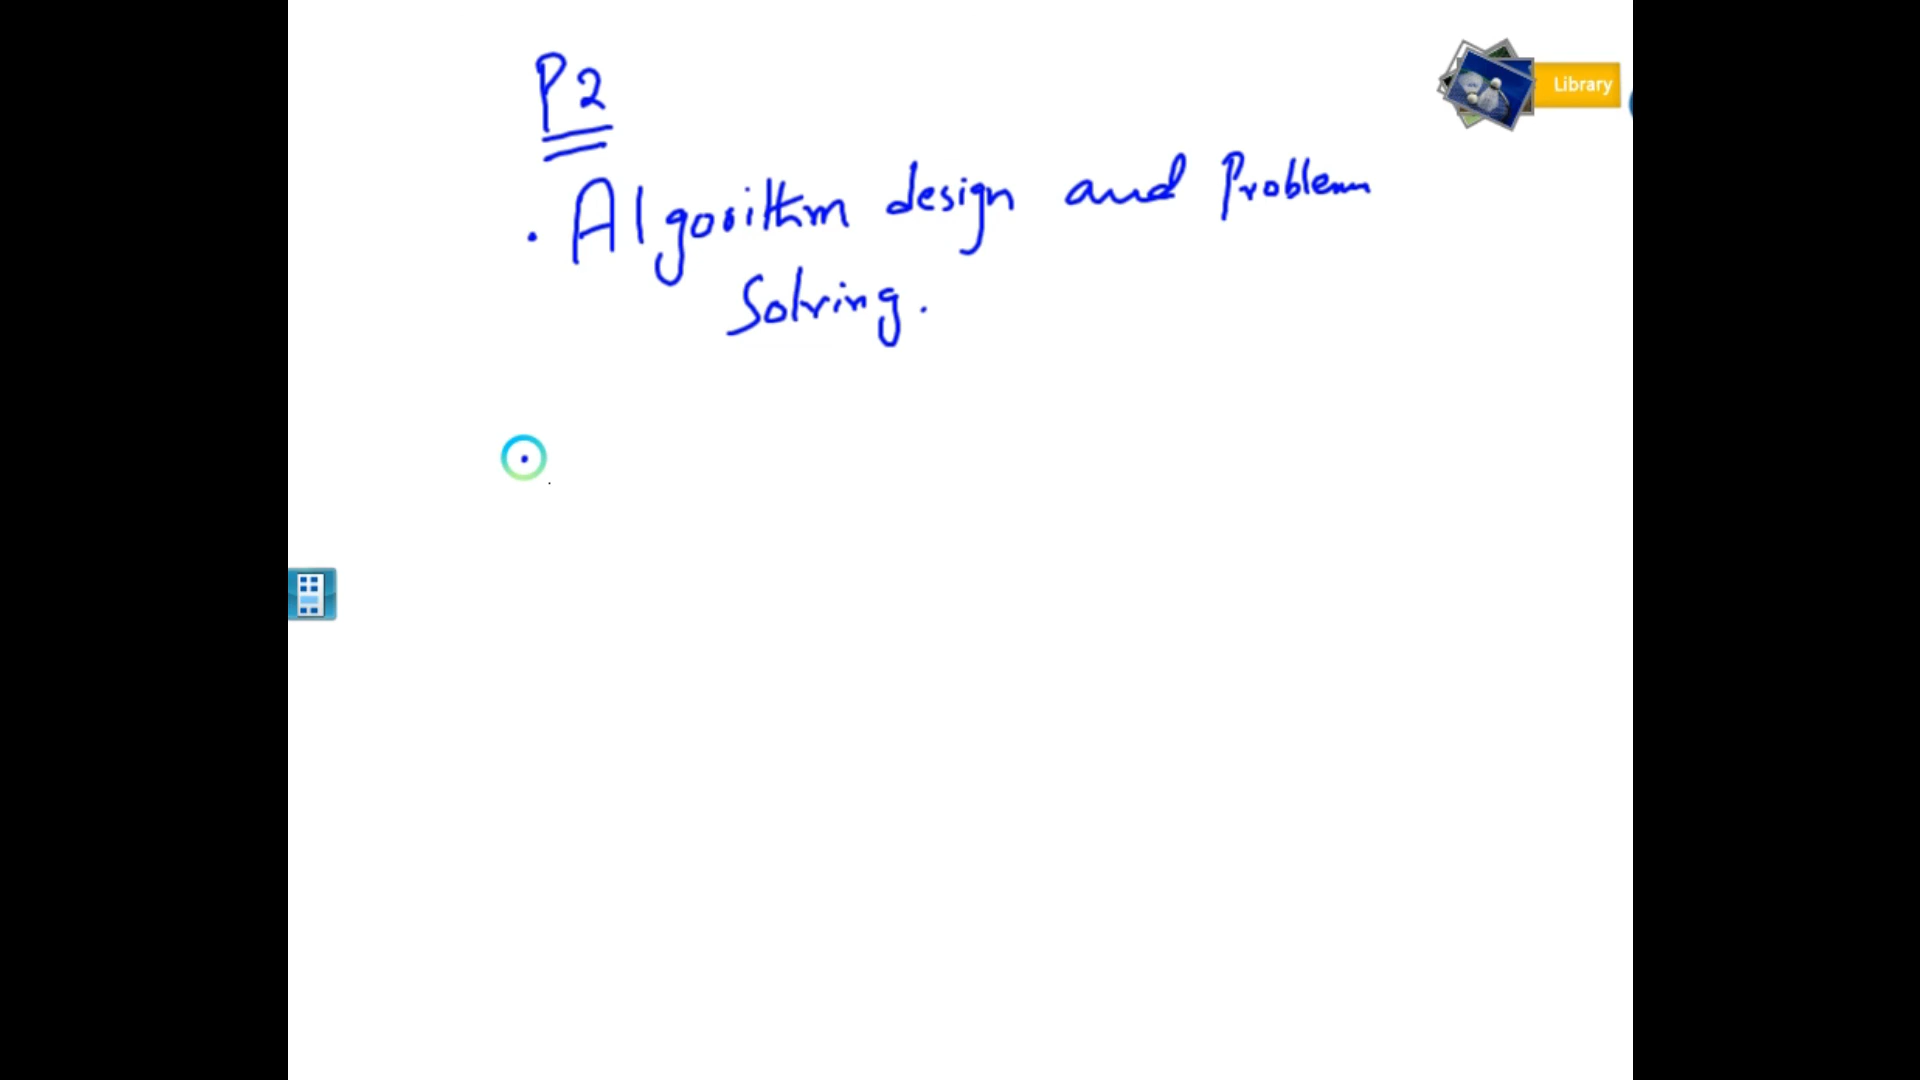 P2
. Algorithm design and Problem
Solving.
.
Library